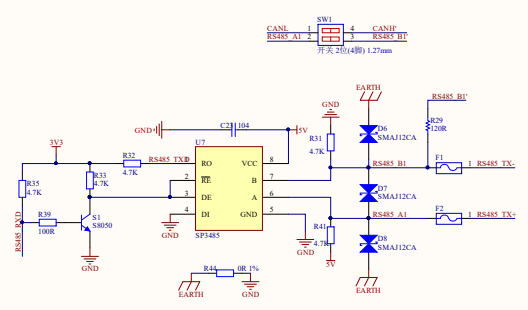 SW1
CANL 1 4 CANH'
RS485_A1 2 3 RS485_B1'
开关 2位(4脚) 1.27mm
EARTH
RS485_B1'
GND
C23 104
GND
5V
U7
R31
4.7K
D6
SMAJ12CA
R29
120R
3V3
R32
4.7K
RS485_TXD
RO
VCC
8
RS485_B1
F1
1 RS485_TX-
R35
4.7K
R33
4.7K
2
RE
B
7
D7
SMAJ12CA
3
DE
A
6
RS485_A1
F2
1 RS485_TX+
R39
100R
S1
S8050
4
DI
GND
5
SP3485
RS485_RXD
GND
GND
GND
R41
4.7K
5V
D8
SMAJ12CA
R44 0R 1%
EARTH
GND
EARTH